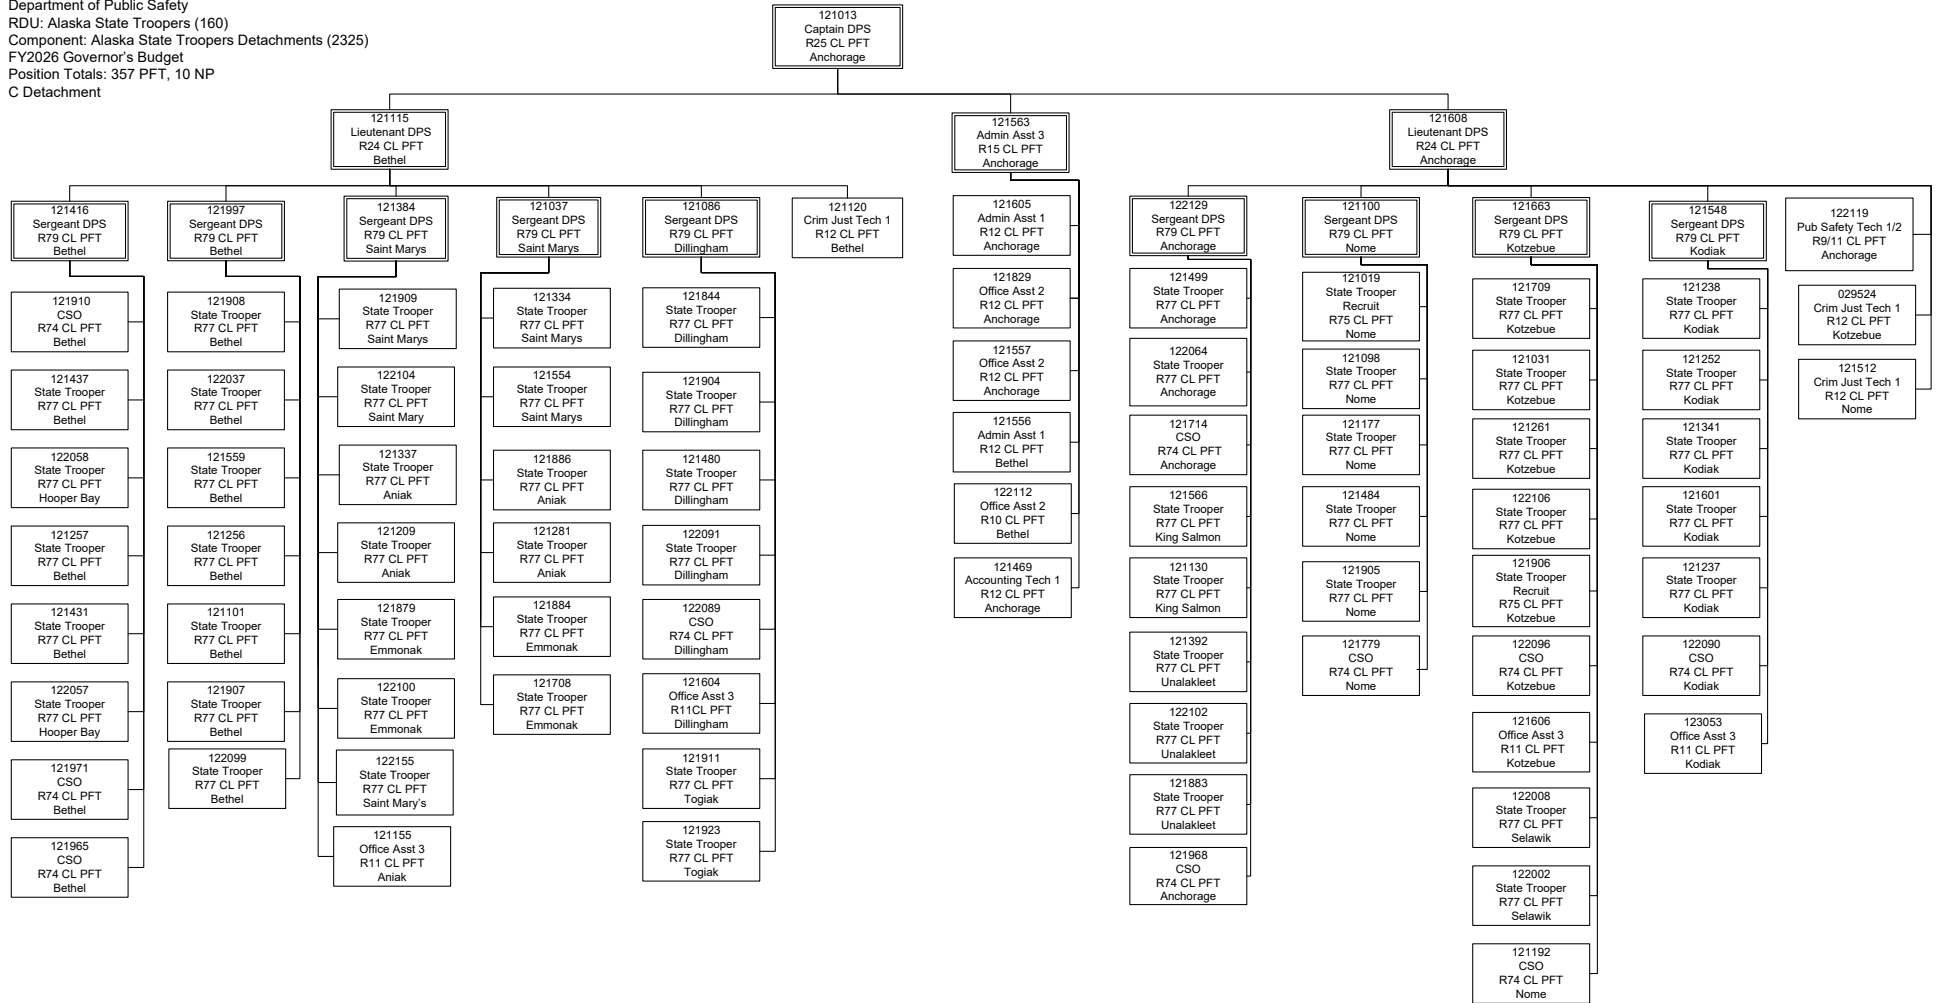 Department of Public Safety
RDU: Alaska State Troopers (160)
Component: Alaska State Troopers Detachments (2325)
FY2026 Governor's Budget
Position Totals: 357 PFT, 10 NP
C Detachment
121013
Captain DPS
R25 CL PFT
Anchorage
121115
Lieutenant DPS
R24 CL PFT
Bethel
121563
Admin Asst 3
R15 CL PFT
Anchorage
121608
Lieutenant DPS
R24 CL PFT
Anchorage
121416
Sergeant DPS
R79 CL PFT
Bethel
121910
CSO
R74 CL PFT
Bethel
121437
State Trooper
R77 CL PFT
Bethel
122058
State Trooper
R77 CL PFT
Hooper Bay
121257
State Trooper
R77 CL PFT
Bethel
121431
State Trooper
R77 CL PFT
Bethel
122057
State Trooper
R77 CL PFT
Hooper Bay
121971
CSO
R74 CL PFT
Bethel
121965
CSO
R74 CL PFT
Bethel
121997
Sergeant DPS
R79 CL PFT
Bethel
121908
State Trooper
R77 CL PFT
Bethel
122037
State Trooper
R77 CL PFT
Bethel
121559
State Trooper
R77 CL PFT
Bethel
121256
State Trooper
R77 CL PFT
Bethel
121101
State Trooper
R77 CL PFT
Bethel
121907
State Trooper
R77 CL PFT
Bethel
122099
State Trooper
R77 CL PFT
Bethel
121384
Sergeant DPS
R79 CL PFT
Saint Marys
121909
State Trooper
R77 CL PFT
Saint Marys
122104
State Trooper
R77 CL PFT
Saint Mary
121337
State Trooper
R77 CL PFT
Aniak
121209
State Trooper
R77 CL PFT
Aniak
121879
State Trooper
R77 CL PFT
Emmonak
122100
State Trooper
R77 CL PFT
Emmonak
122155
State Trooper
R77 CL PFT
Saint Mary's
121155
Office Asst 3
R11 CL PFT
Aniak
121037
Sergeant DPS
R79 CL PFT
Saint Marys
121334
State Trooper
R77 CL PFT
Saint Marys
121554
State Trooper
R77 CL PFT
Saint Marys
121886
State Trooper
R77 CL PFT
Aniak
121281
State Trooper
R77 CL PFT
Aniak
121884
State Trooper
R77 CL PFT
Emmonak
121708
State Trooper
R77 CL PFT
Emmonak
121086
Sergeant DPS
R79 CL PFT
Dillingham
121844
State Trooper
R77 CL PFT
Dillingham
121904
State Trooper
R77 CL PFT
Dillingham
121480
State Trooper
R77 CL PFT
Dillingham
122091
State Trooper
R77 CL PFT
Dillingham
122089
CSO
R74 CL PFT
Dillingham
121604
Office Asst 3
R11CL PFT
Dillingham
121911
State Trooper
R77 CL PFT
Togiak
121923
State Trooper
R77 CL PFT
Togiak
121120
Crim Just Tech 1
R12 CL PFT
Bethel
121605
Admin Asst 1
R12 CL PFT
Anchorage
121829
Office Asst 2
R12 CL PFT
Anchorage
121557
Office Asst 2
R12 CL PFT
Anchorage
121556
Admin Asst 1
R12 CL PFT
Bethel
122112
Office Asst 2
R10 CL PFT
Bethel
121469
Accounting Tech 1
R12 CL PFT
Anchorage
122129
Sergeant DPS
R79 CL PFT
Anchorage
121499
State Trooper
R77 CL PFT
Anchorage
122064
State Trooper
R77 CL PFT
Anchorage
121714
CSO
R74 CL PFT
Anchorage
121566
State Trooper
R77 CL PFT
King Salmon
121130
State Trooper
R77 CL PFT
King Salmon
121392
State Trooper
R77 CL PFT
Unalakleet
122102
State Trooper
R77 CL PFT
Unalakleet
121883
State Trooper
R77 CL PFT
Unalakleet
121968
CSO
R74 CL PFT
Anchorage
121100
Sergeant DPS
R79 CL PFT
Nome
121019
State Trooper
Recruit
R75 CL PFT
Nome
121098
State Trooper
R77 CL PFT
Nome
121177
State Trooper
R77 CL PFT
Nome
121484
State Trooper
R77 CL PFT
Nome
121905
State Trooper
R77 CL PFT
Nome
121779
CSO
R74 CL PFT
Nome
121663
Sergeant DPS
R79 CL PFT
Kotzebue
121709
State Trooper
R77 CL PFT
Kotzebue
121031
State Trooper
R77 CL PFT
Kotzebue
121261
State Trooper
R77 CL PFT
Kotzebue
122106
State Trooper
R77 CL PFT
Kotzebue
121906
State Trooper
Recruit
R75 CL PFT
Kotzebue
122096
CSO
R74 CL PFT
Kotzebue
121606
Office Asst 3
R11 CL PFT
Kotzebue
122008
State Trooper
R77 CL PFT
Selawik
122002
State Trooper
R77 CL PFT
Selawik
121192
CSO
R74 CL PFT
Nome
121548
Sergeant DPS
R79 CL PFT
Kodiak
121238
State Trooper
R77 CL PFT
Kodiak
121252
State Trooper
R77 CL PFT
Kodiak
121341
State Trooper
R77 CL PFT
Kodiak
121601
State Trooper
R77 CL PFT
Kodiak
121237
State Trooper
R77 CL PFT
Kodiak
122090
CSO
R74 CL PFT
Kodiak
123053
Office Asst 3
R11 CL PFT
Kodiak
122119
Pub Safety Tech 1/2
R9/11 CL PFT
Anchorage
029524
Crim Just Tech 1
R12 CL PFT
Kotzebue
121512
Crim Just Tech 1
R12 CL PFT
Nome